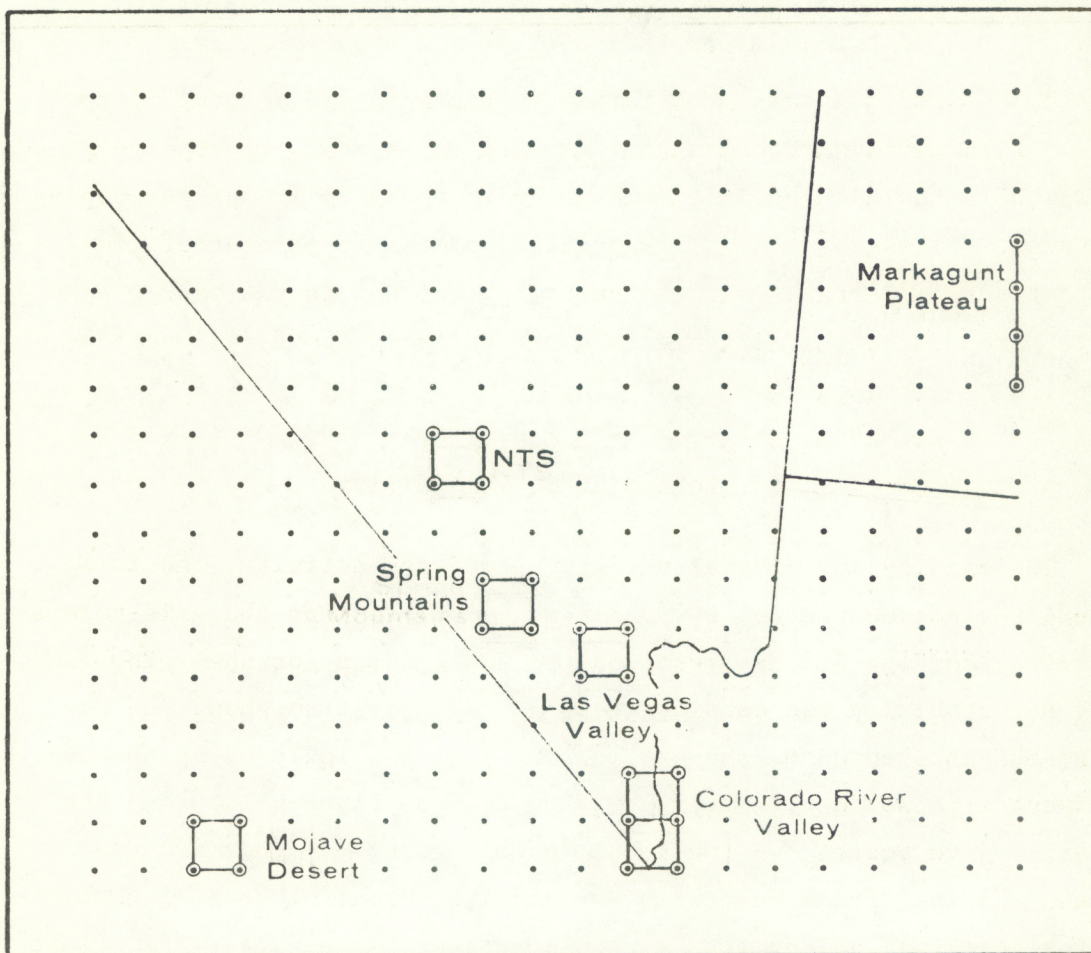 Markagunt
Plateau
NTS
Spring
Mountains
Las Vegas
Valley
Colorado River
Valley
Mojave
Desert